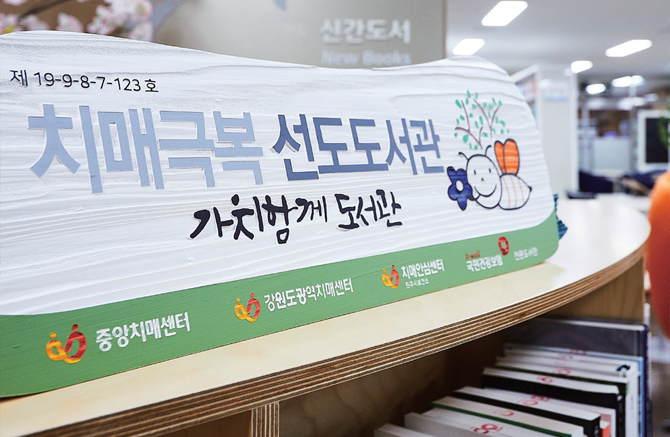 신간도서
New Books
제 19-9-8-7-123 호
치매극복 선도도서관
가치함께 도서관
중앙치매센터
강원도광역치매센터
치매안심센터
국민건강보험